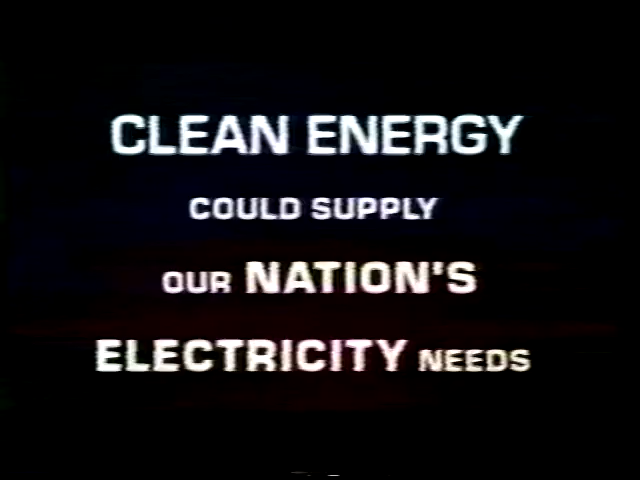 CLEAN ENERGY
COULD SUPPLY
OUR NATION'S
ELECTRICITY NEEDS